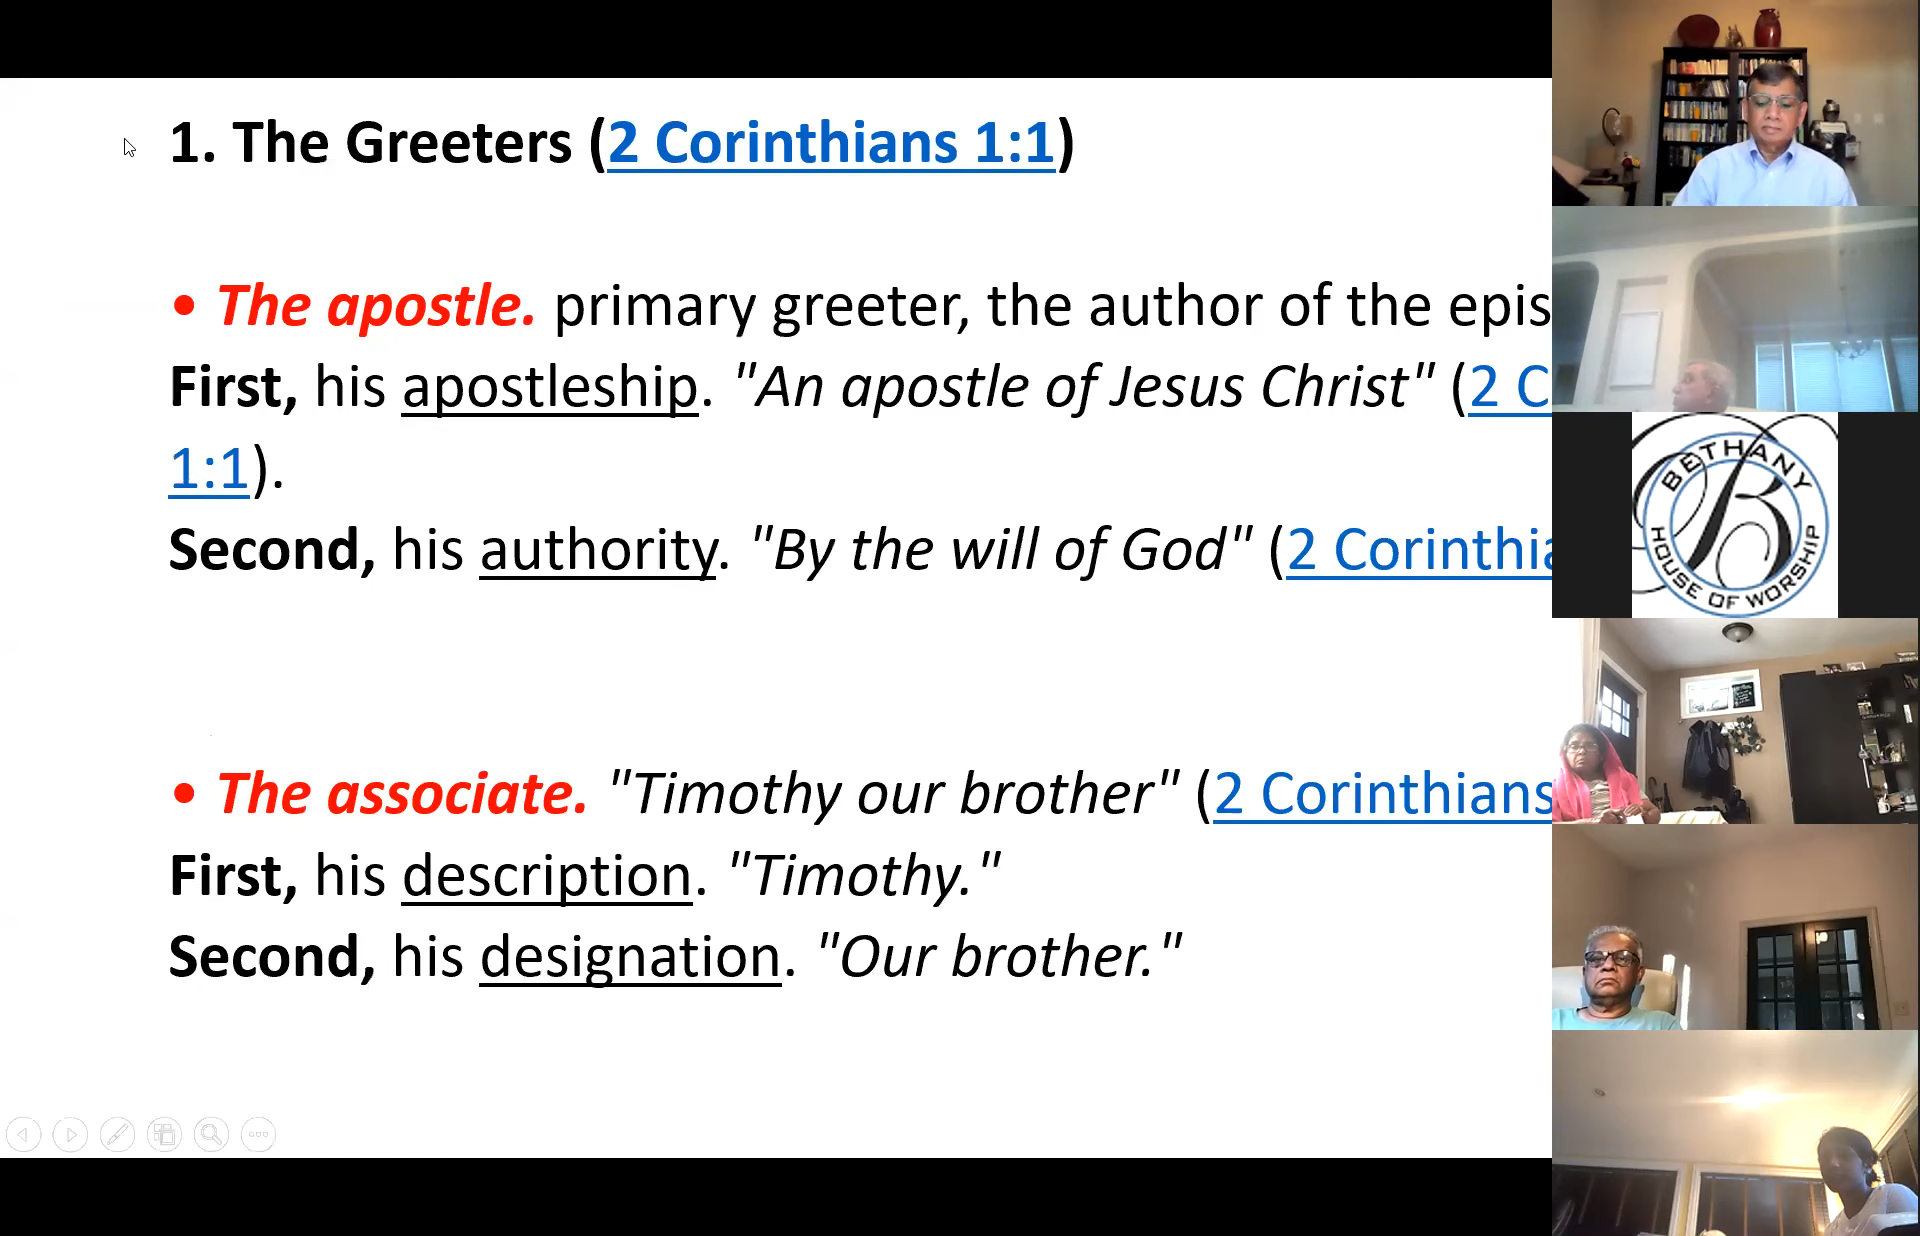 1. The Greeters (2 Corinthians 1:1)
• The apostle. primary greeter, the author of the epis
First, his apostleship. "An apostle of Jesus Christ" (2 C
1:1).
Second, his authority. "By the will of God" (2 Corinthia
• The associate. "Timothy our brother" (2 Corinthians
First, his description. "Timothy."
Second, his designation. "Our brother."
BETHANY
B
HOUSE OF WORSHIP